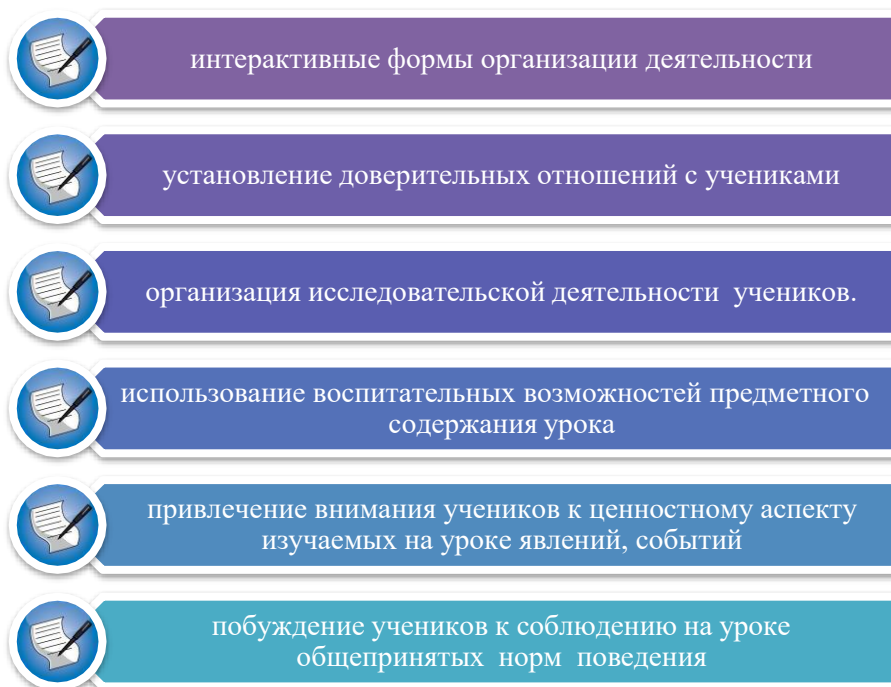 интерактивные формы организации деятельности
установление доверительных отношений с учениками
организация исследовательской деятельности  учеников.
использование воспитательных возможностей предметного
содержания урока
привлечение внимания учеников к ценностному аспекту
изучаемых на уроке явлений, событий
побуждение учеников к соблюдению на уроке
общепринятых  норм  поведения